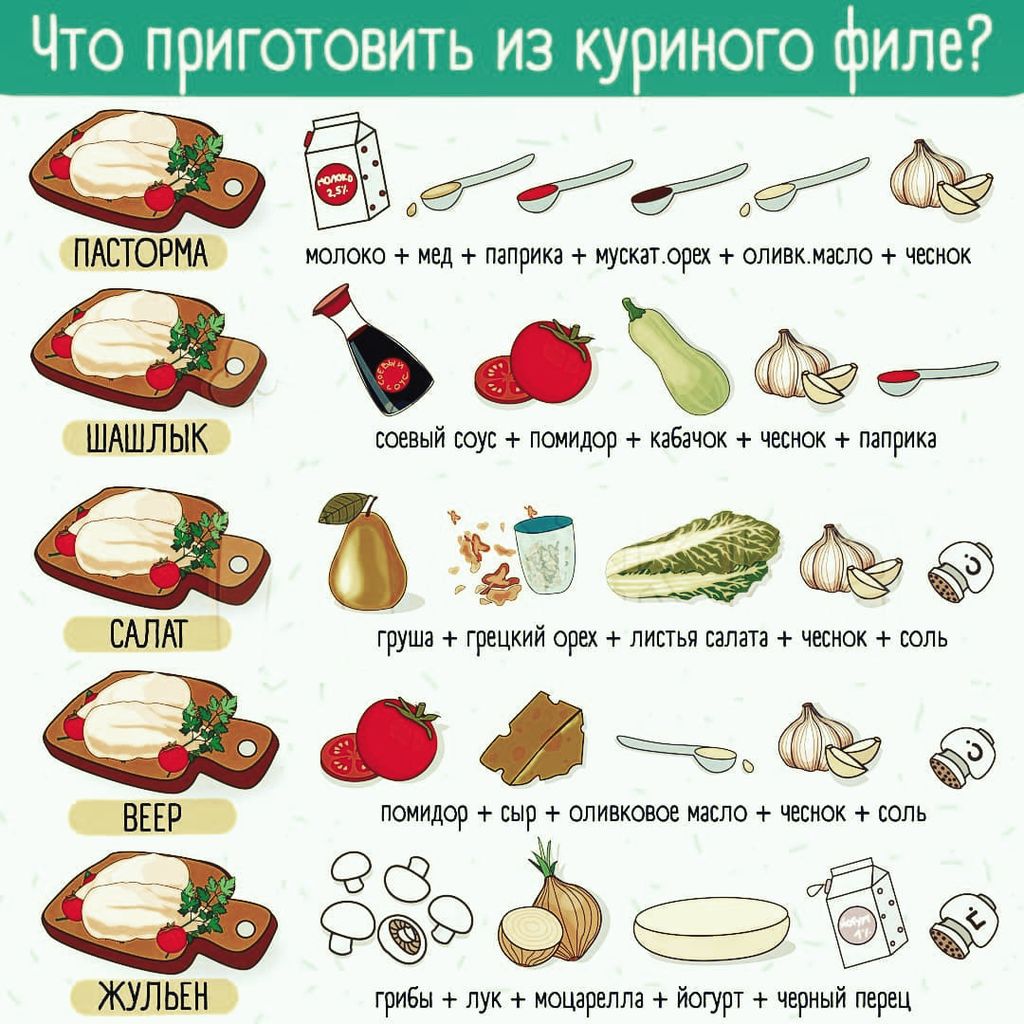 Что приготовить из куриного филе?
МОЛОКО
2,5%
ПАСТОРМА
молоко + мед + паприка + мускат.орех + оливк.масло + чеснок
СОЕВЫЙ
СОУС
ШАШЛЫК
соевый соус + помидор + кабачок + чеснок + паприка
С
САЛАТ
груша + грецкий орех + листья салата + чеснок + соль
С
ВЕЕР
помидор + сыр + оливковое масло + чеснок + соль
йогурт
1%
ЖУЛЬЕН
грибы + лук + моцарелла + йогурт + черный перец